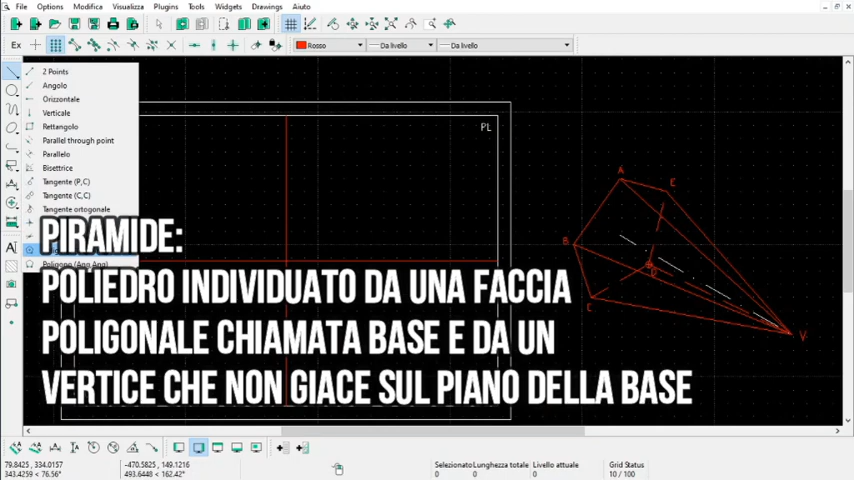 File Options Modifica Visualizza Plugins Tools Widgets Drawings Aiuto
Ex Rosso Da livello Da livello
2 Points
Angolo
Orizzontale
Verticale
Rettangolo
Parallel through point
Parallelo
Bisettrice
Tangente (P,C)
Tangente (C,C)
Tangente ortogonale
Poligono (Ang,Ang)
PL
A
E
B
V
PIRAMIDE:
POLIEDRO INDIVIDUATO DA UNA FACCIA
POLIGONALE CHIAMATA BASE E DA UN
VERTICE CHE NON GIACE SUL PIANO DELLA BASE
79.8425, 334.0157 -470.5825, 149.1216 Selezionato Lunghezza totale Livello attuale Grid Status
343.4259 < 76.56° 493.6448 < 162.42° 0 0 0 10 / 100